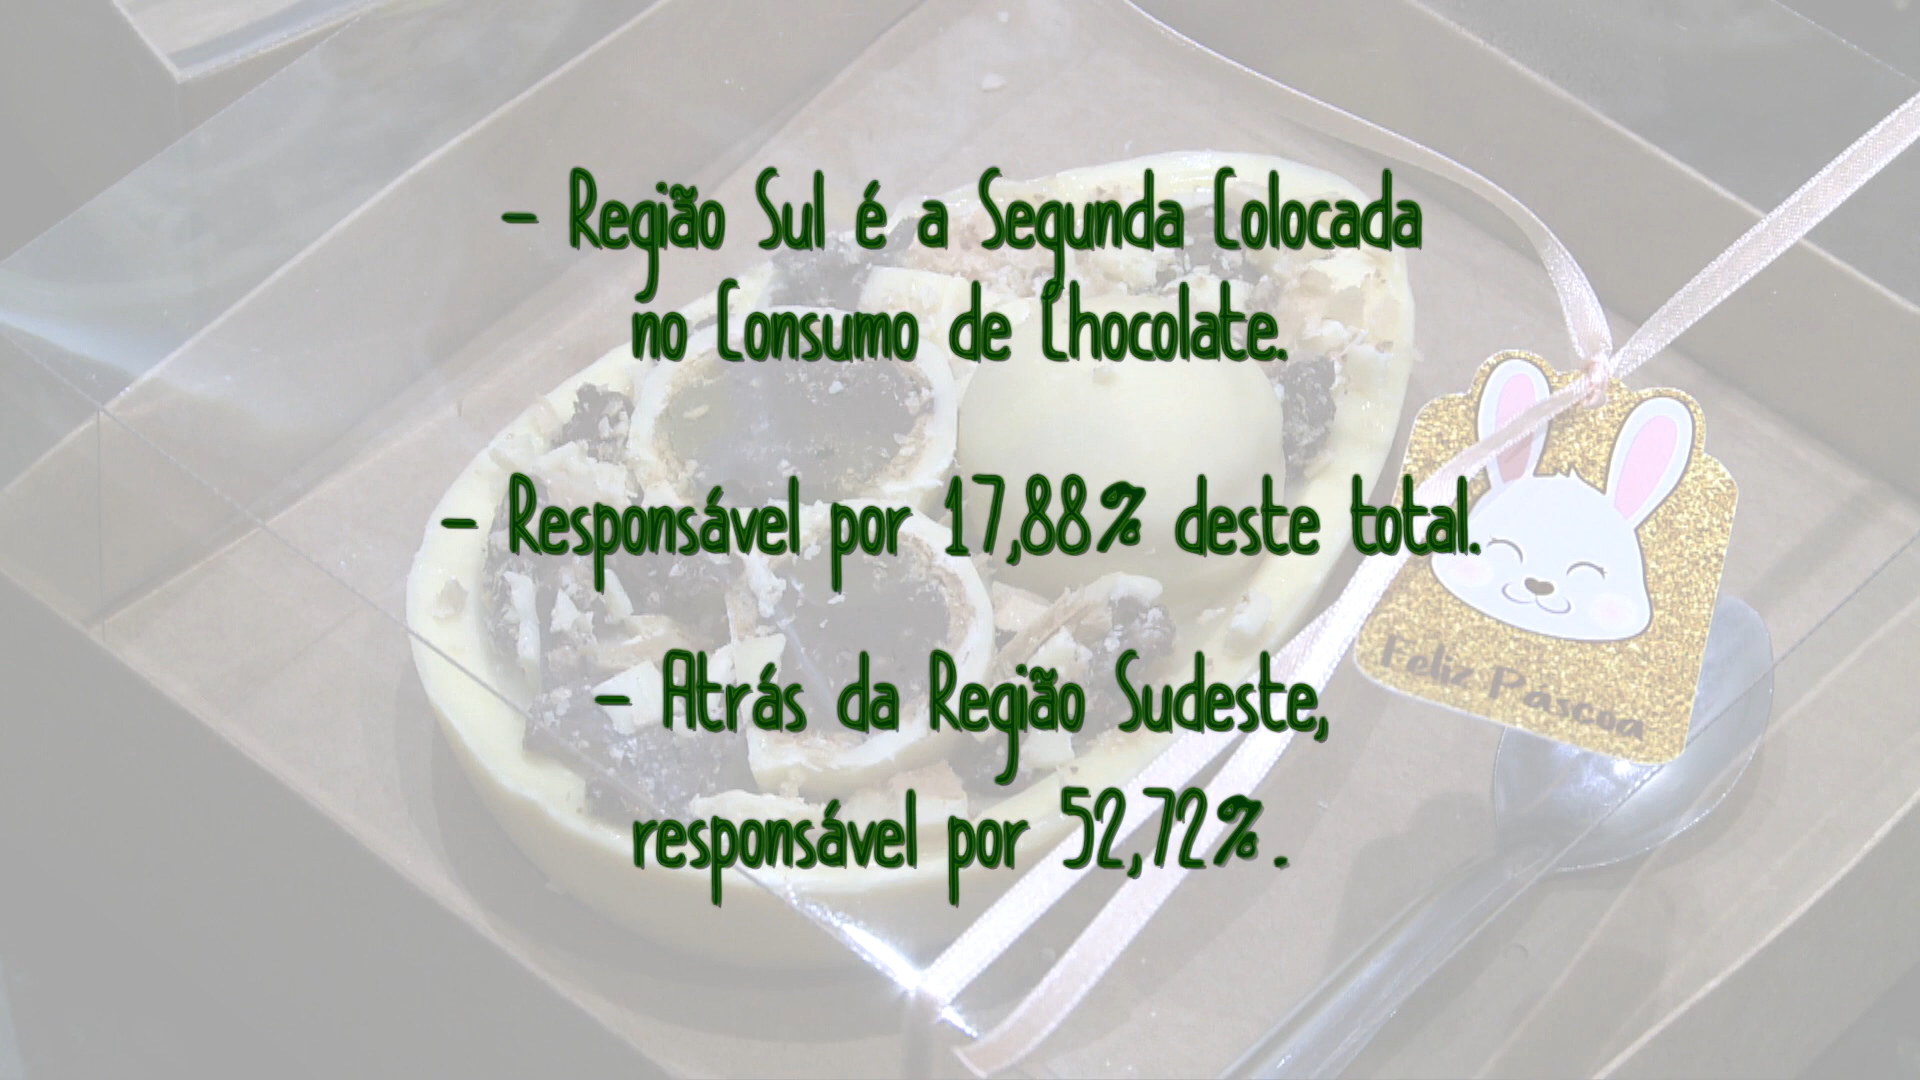 - Região Sul é a Segunda Colocada
no Consumo de Chocolate.
- Responsável por 17,88% deste total.
- Atrás da Região Sudeste,
responsável por 52,72%.
Feliz Pascoa